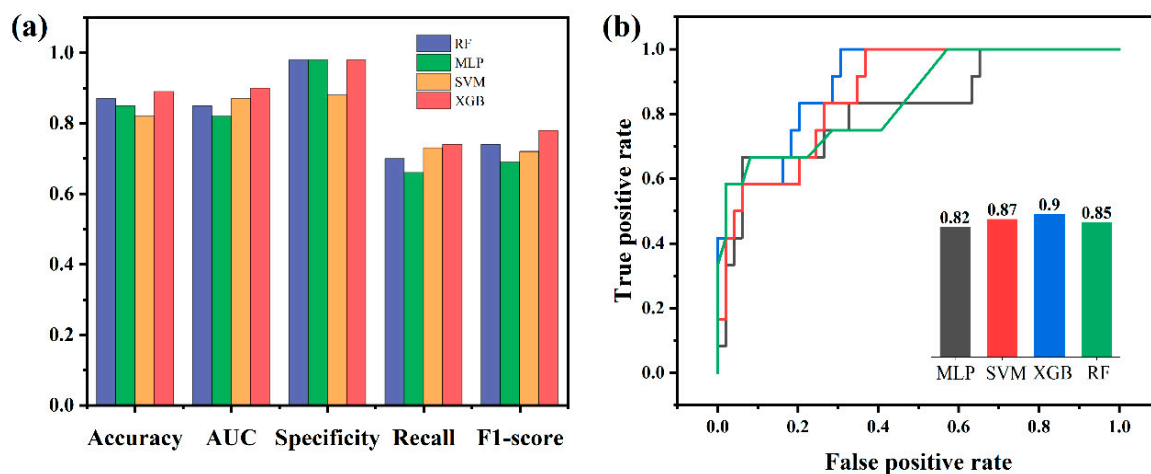 (a)
1.0
0.8
0.6
0.4
0.2
0.0
RF
MLP
SVM
XGB
Accuracy AUC Specificity Recall F1-score
(b)
True positive rate
1.0
0.8
0.6
0.4
0.2
0.0
0.82 0.87 0.9 0.85
MLP SVM XGB RF
0.0 0.2 0.4 0.6 0.8 1.0
False positive rate